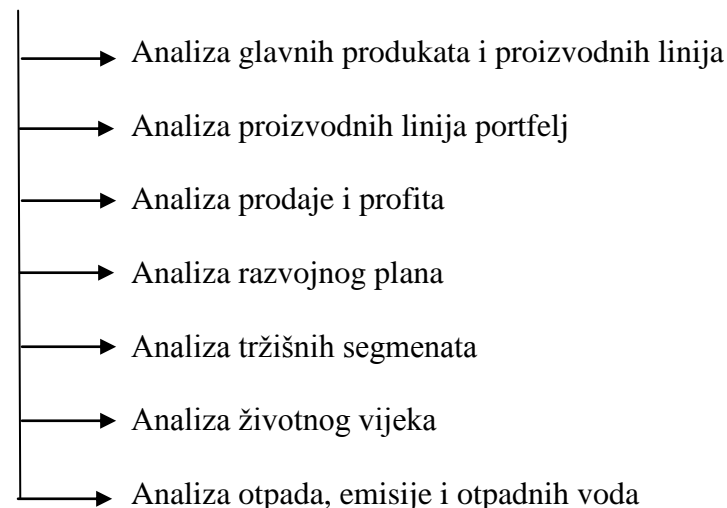 Analiza glavnih produkata i proizvodnih linija
Analiza proizvodnih linija portfelj
Analiza prodaje i profita
Analiza razvojnog plana
Analiza tržišnih segmenata
Analiza životnog vijeka
Analiza otpada, emisije i otpadnih voda